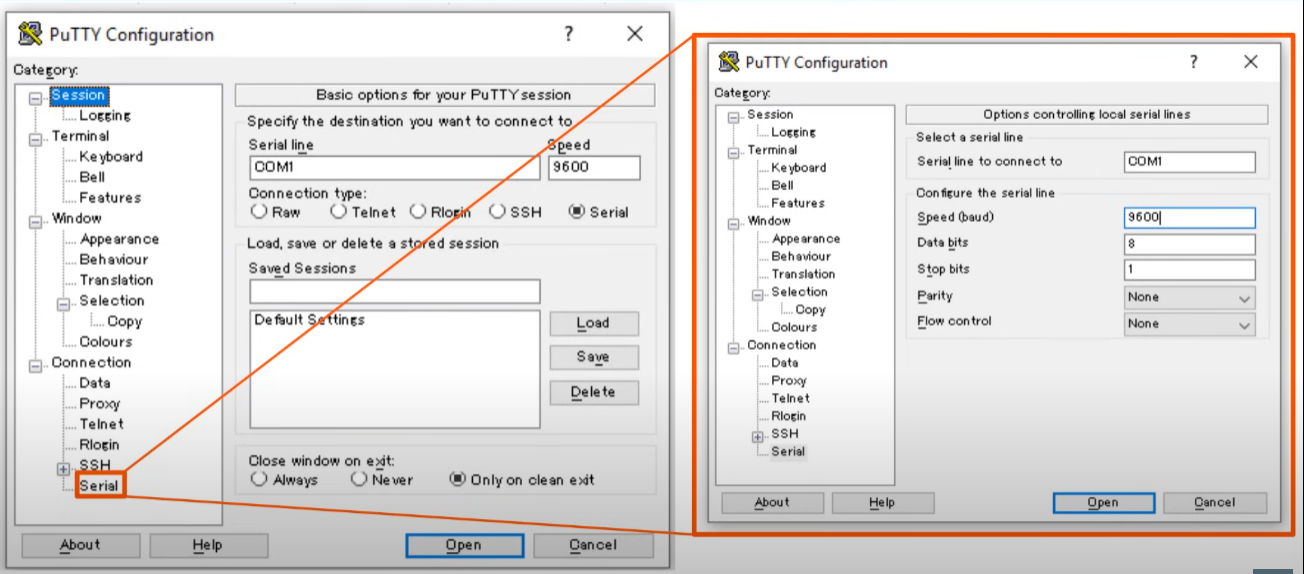 PuTTY Configuration
?
Category:
Session
Logging
Terminal
Keyboard
Bell
Features
Window
Appearance
Behaviour
Translation
Selection
Copy
Colours
Connection
Data
Proxy
Telnet
Rlogin
SSH
Serial
Basic options for your PuTTY session
Specify the destination you want to connect to
Serial line Speed
COM1 9600
Connection type:
Raw Telnet Rlogin SSH Serial
Load, save or delete a stored session
Saved Sessions
Default Settings
Load
Save
Delete
Close window on exit:
Always Never Only on clean exit
About Help Open Cancel
PuTTY Configuration
?
Category:
Session
Logging
Terminal
Keyboard
Bell
Features
Window
Appearance
Behaviour
Translation
Selection
Copy
Colours
Connection
Data
Proxy
Telnet
Rlogin
SSH
Serial
Options controlling local serial lines
Select a serial line
Serial line to connect to COM1
Configure the serial line
Speed (baud) 9600
Data bits 8
Stop bits 1
Parity None
Flow control None
About Help Open Cancel